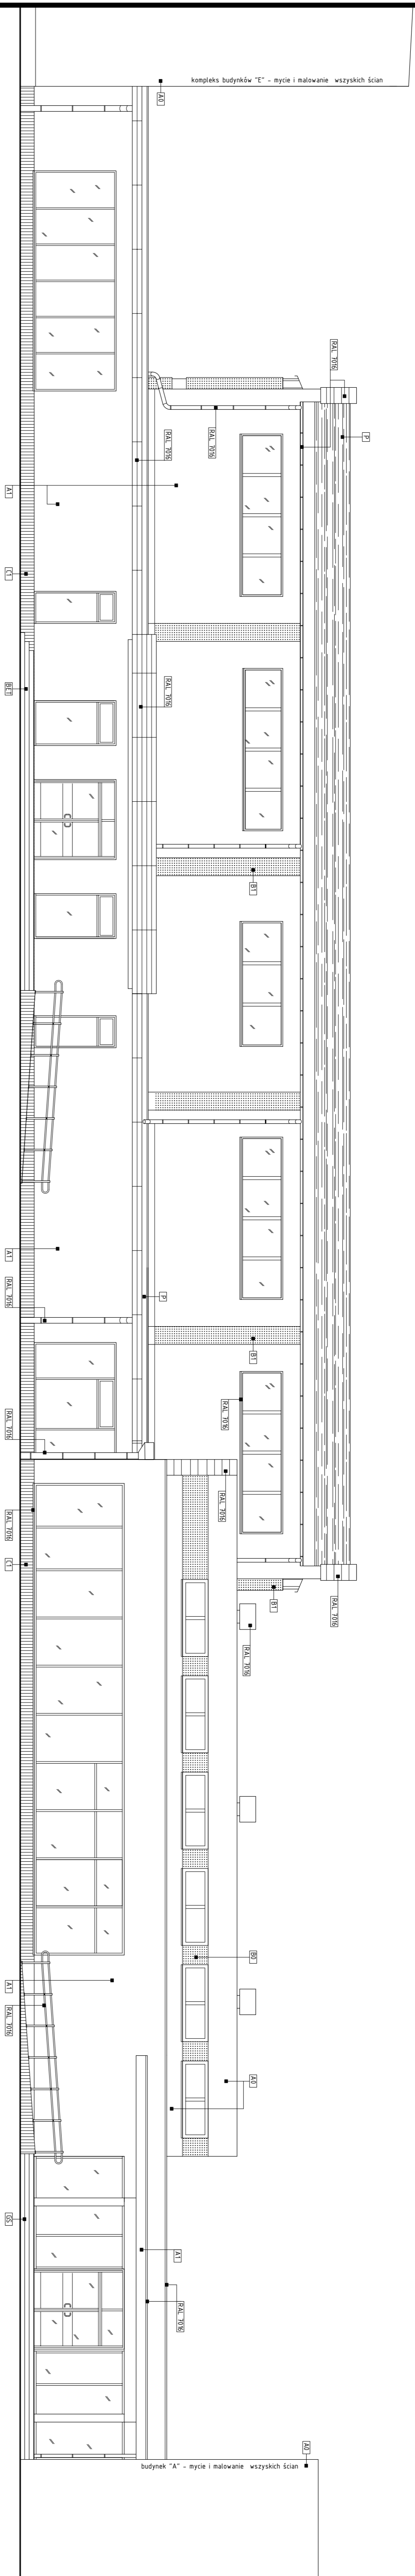 kompleks budynków "E" - mycie i malowanie wszyskich ścian
A0
RAL 7016
P
RAL 7016
RAL 7016
A1
C1
BET
RAL 7016
B1
A1
RAL 7016
P
B1
RAL 7016
RAL 7016
RAL 7016
RAL 7016
C1
B1
RAL 7016
RAL 7016
B0
A1
RAL 7016
A0
GS
A1
RAL 7016
A0
budynek "A" - mycie i malowanie wszyskich ścian